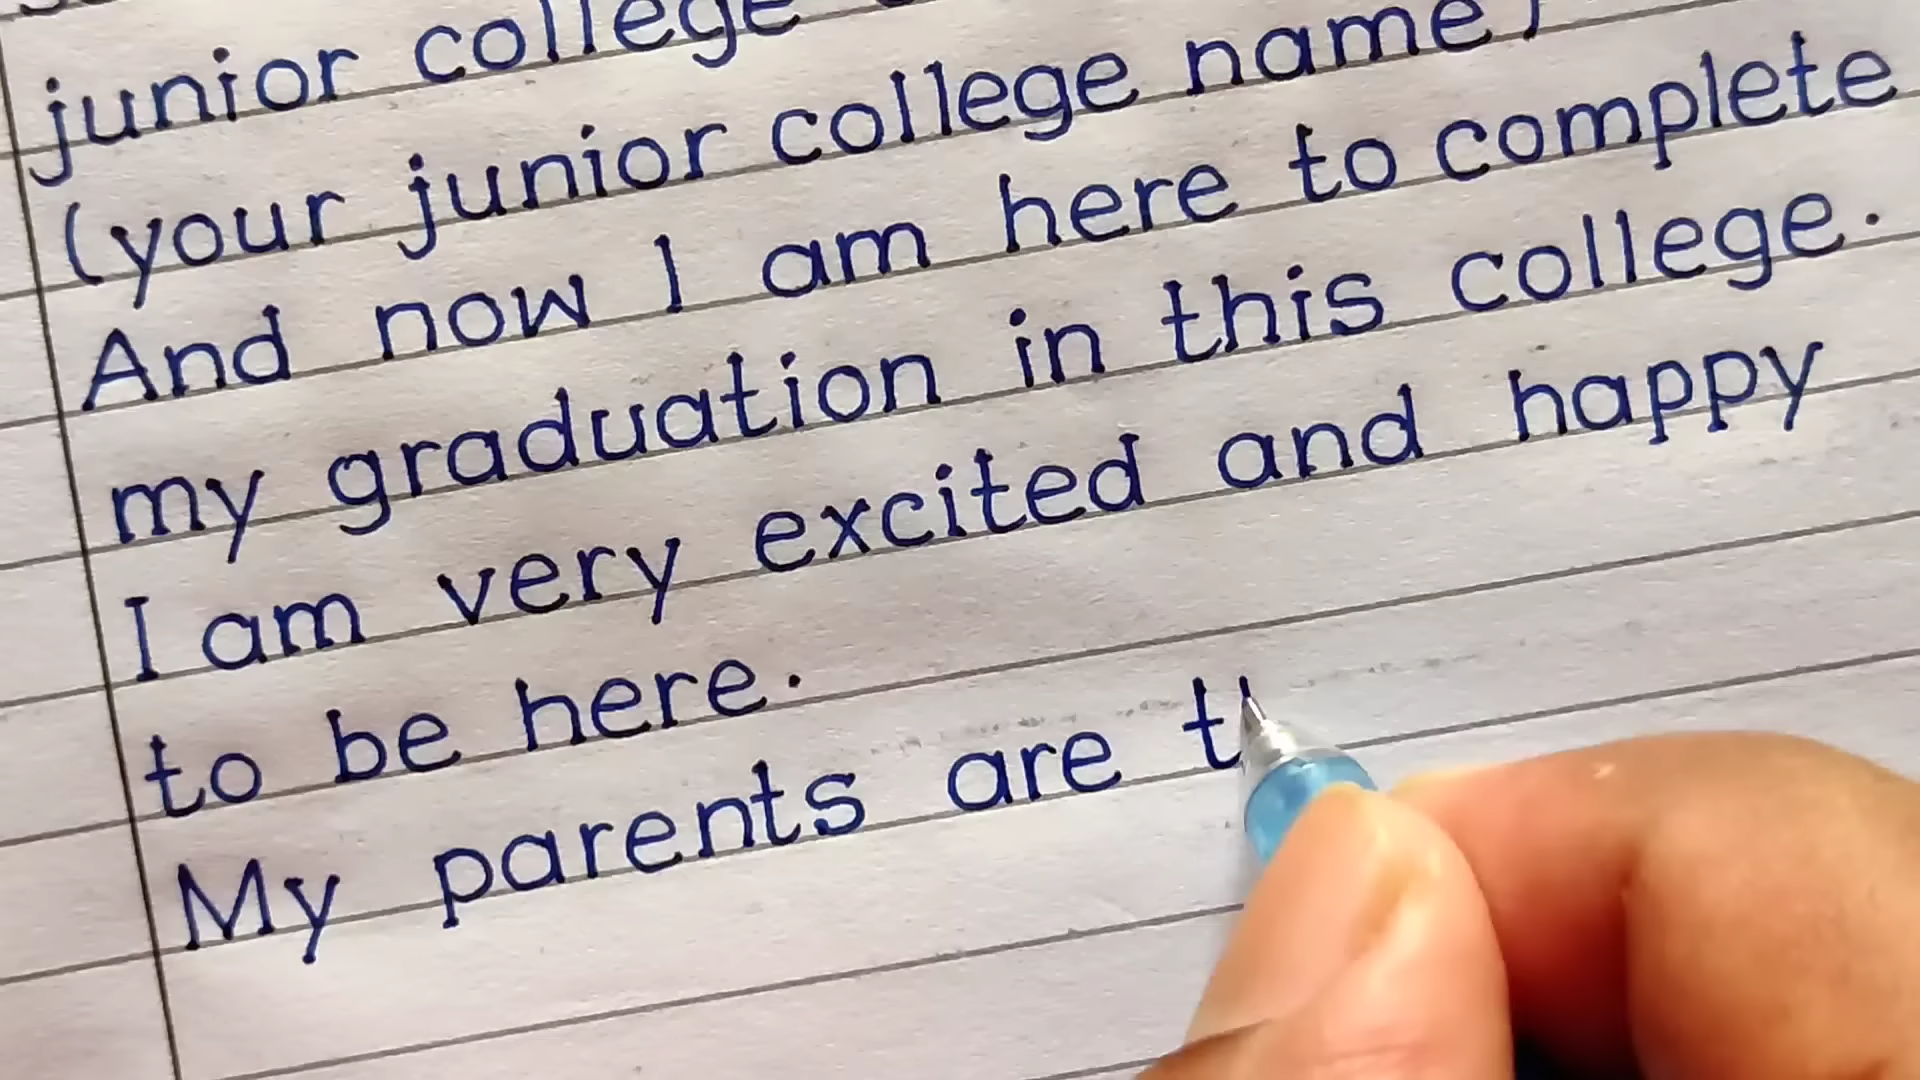 junior college
(your junior college name)
And now I am here to complete
my graduation in this college.
I am very excited and happy
to be here.
My parents are t